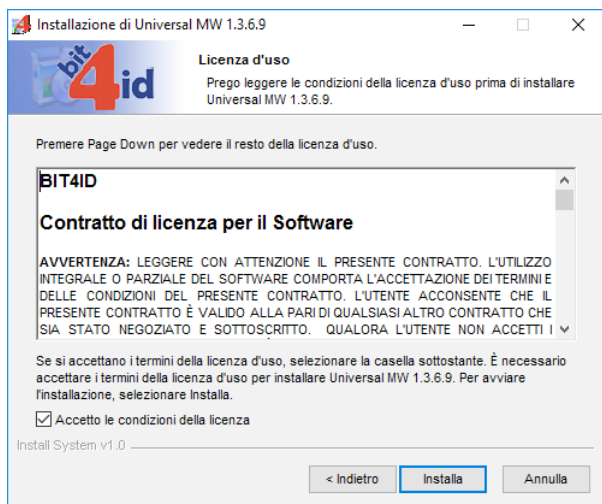 Installazione di Universal MW 1.3.6.9
bit
4id
Licenza d'uso
Prego leggere le condizioni della licenza d'uso prima di installare
Universal MW 1.3.6.9.
Premere Page Down per vedere il resto della licenza d'uso.
BIT4ID
Contratto di licenza per il Software
AVVERTENZA: LEGGERE CON ATTENZIONE IL PRESENTE CONTRATTO. L'UTILIZZO
INTEGRALE O PARZIALE DEL SOFTWARE COMPORTA L'ACCETTAZIONE DEI TERMINI E
DELLE CONDIZIONI DEL PRESENTE CONTRATTO. L'UTENTE ACCONSENTE CHE IL
PRESENTE CONTRATTO È VALIDO ALLA PARI DI QUALSIASI ALTRO CONTRATTO CHE
SIA STATO NEGOZIATO E SOTTOSCRITTO. QUALORA L'UTENTE NON ACCETTI I
Se si accettano i termini della licenza d'uso, selezionare la casella sottostante. È necessario
accettare i termini della licenza d'uso per installare Universal MW 1.3.6.9. Per avviare
l'installazione, selezionare Installa.
Accetto le condizioni della licenza
Install System v1.0
< Indietro
Installa
Annulla